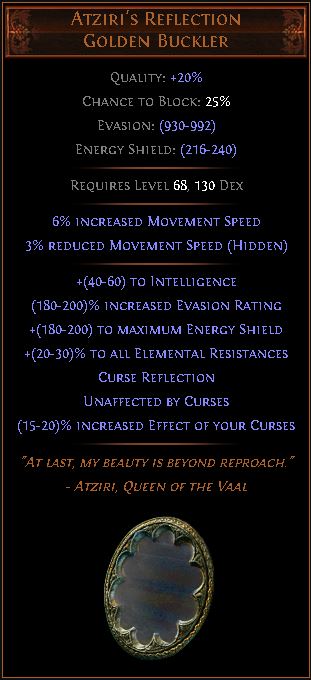 Atziri's Reflection
Golden Buckler
Quality: +20%
Chance to Block: 25%
Evasion: (930-992)
Energy Shield: (216-240)
Requires Level 68, 130 Dex
6% increased Movement Speed
3% reduced Movement Speed (Hidden)
+(40-60) to Intelligence
(180-200)% increased Evasion Rating
+(180-200) to maximum Energy Shield
+(20-30)% to all Elemental Resistances
Curse Reflection
Unaffected by Curses
(15-20)% increased Effect of your Curses
"At last, my beauty is beyond reproach."
- Atziri, Queen of the Vaal